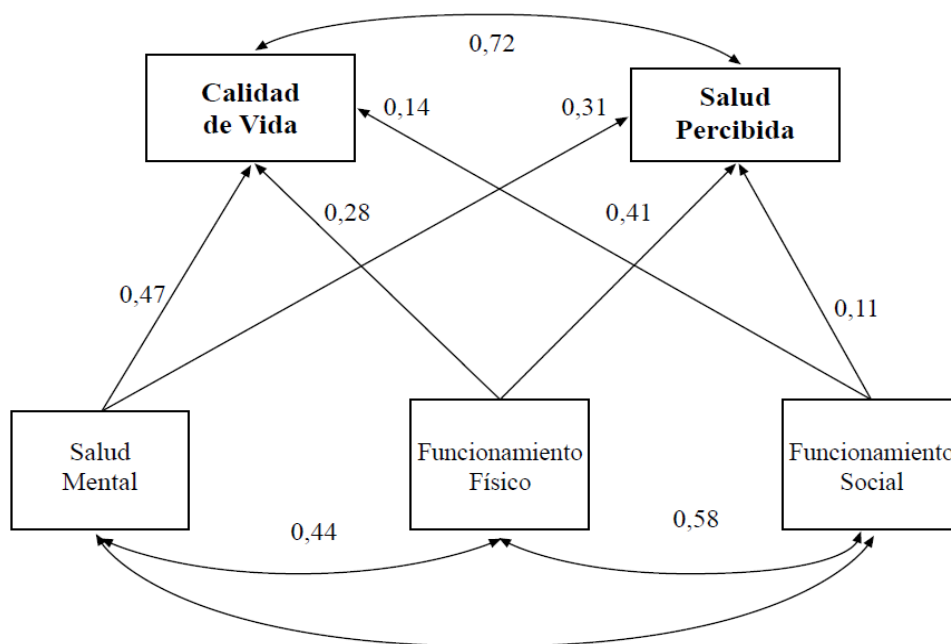 0,72
Calidad
de Vida
Salud
Percibida
0,14
0,31
0,28
0,41
0,47
0,11
Salud
Mental
Funcionamiento
Físico
Funcionamiento
Social
0,44
0,58